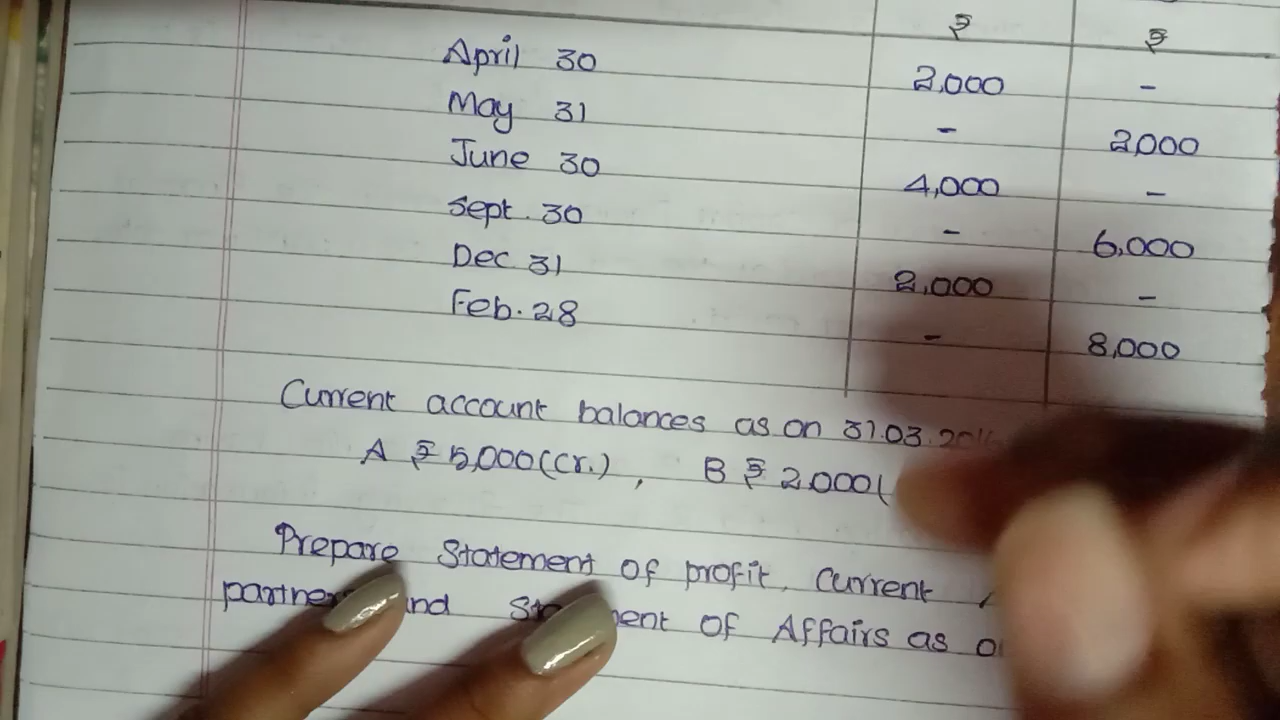 ₹ ₹
April 30 2,000 -
May 31 - 2,000
June 30 4,000 -
Sept. 30 - 6,000
Dec 31 2,000 -
Feb. 28 - 8,000
Current account balances as on 31.03.
A ₹ 5,000 (Cr.), B ₹ 2,000 (
Prepare Statement of profit, Current
and of Affairs as